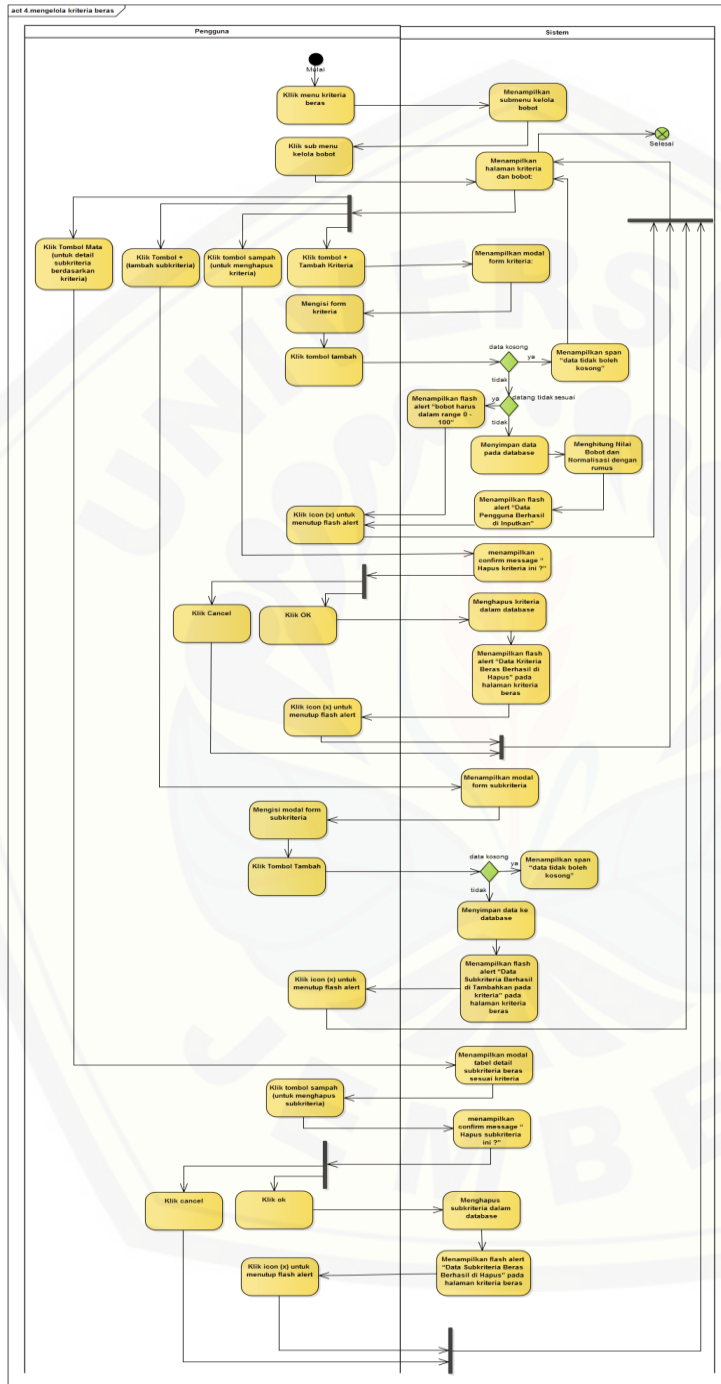 act 4.mengelola kriteria beras
Pengguna
Sistem
Mulai
Kllik menu kriteria
beras
Menampilkan
submenu kelola
bobot
Selesai
Klik sub menu
kelola bobot
Menampilkan
halaman kriteria
dan bobot:
Klik Tombol Mata
(untuk detail
subkriteria
berdasarkan
kriteria)
Klik Tombol +
(tambah subkriteria)
Klik tombol sampah
(untuk menghapus
kriteria)
Klik tombol +
Tambah Kriteria
Menampilkan modal
form kriteria:
Mengisi form
kriteria
Klik tombol tambah
data kosong
ya
tidak
Menampilkan span
"data tidak boleh
kosong"
datang tidak sesuai
ya
tidak
Menampilkan flash
alert "bobot harus
dalam range 0 -
100"
Menyimpan data
pada database
Menghitung Nilai
Bobot dan
Normalisasi dengan
rumus
Menampilkan flash
alert "Data
Pengguna Berhasil
di Inputkan"
Klik icon (x) untuk
menutup flash alert
menampilkan
confirm message "
Hapus kriteria ini ?"
Klik Cancel
Klik OK
Menghapus kriteria
dalam database
Menampilkan flash
alert "Data Kriteria
Beras Berhasil di
Hapus" pada
halaman kriteria
beras
Klik icon (x) untuk
menutup flash alert
Menampilkan modal
form subkriteria
Mengisi modal form
subkriteria
Klik Tombol Tambah
data kosong
ya
tidak
Menampilkan span
"data tidak boleh
kosong"
Menyimpan data ke
database
Menampilkan flash
alert "Data
Subkriteria Berhasil
di Tambahkan pada
kriteria" pada
halaman kriteria
beras
Klik icon (x) untuk
menutup flash alert
Menampilkan modal
tabel detail
subkriteria beras
sesuai kriteria
Klik tombol sampah
(untuk menghapus
subkriteria)
menampilkan
confirm message "
Hapus subkriteria
ini ?"
Klik cancel
Klik ok
Menghapus
subkriteria dalam
database
Menampilkan flash alert
"Data Subkriteria Beras
Berhasil di Hapus" pada
halaman kriteria beras
Klik icon (x) untuk
menutup flash alert